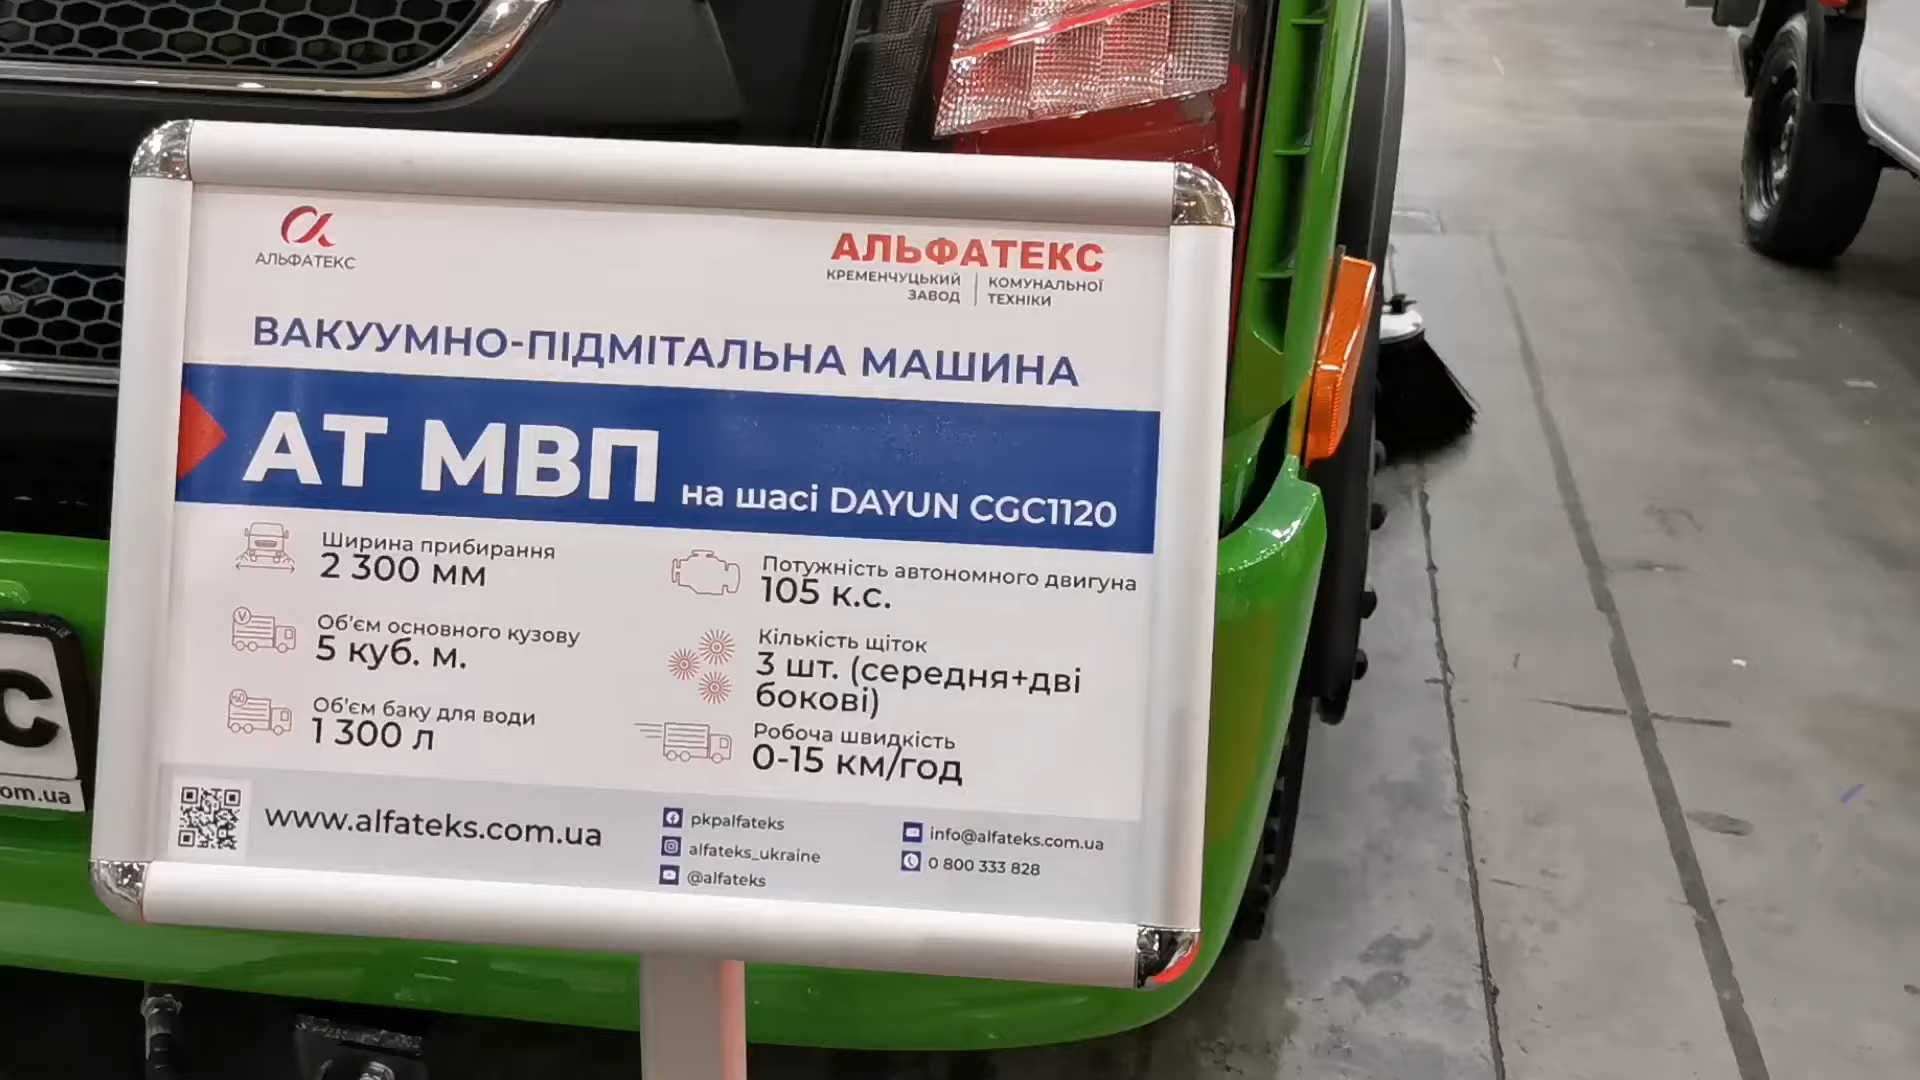 АЛЬФАТЕКС
АЛЬФАТЕКС
КРЕМЕНЧУЦЬКИЙ ЗАВОД
КОМУНАЛЬНОЇ ТЕХНІКИ
ВАКУУМНО-ПІДМІТАЛЬНА МАШИНА
АТ МВП на шасі DAYUN CGC1120
Ширина прибирання
2 300 мм
Об'єм основного кузову
5 куб. м.
Об'єм баку для води
1 300 л
Потужність автономного двигуна
105 к.с.
Кількість щіток
3 шт. (середня+дві
бокові)
Робоча швидкість
0-15 км/год
www.alfateks.com.ua
pkpalfateks
alfateks_ukraine
@alfateks
info@alfateks.com.ua
0 800 333 828
С
om.ua